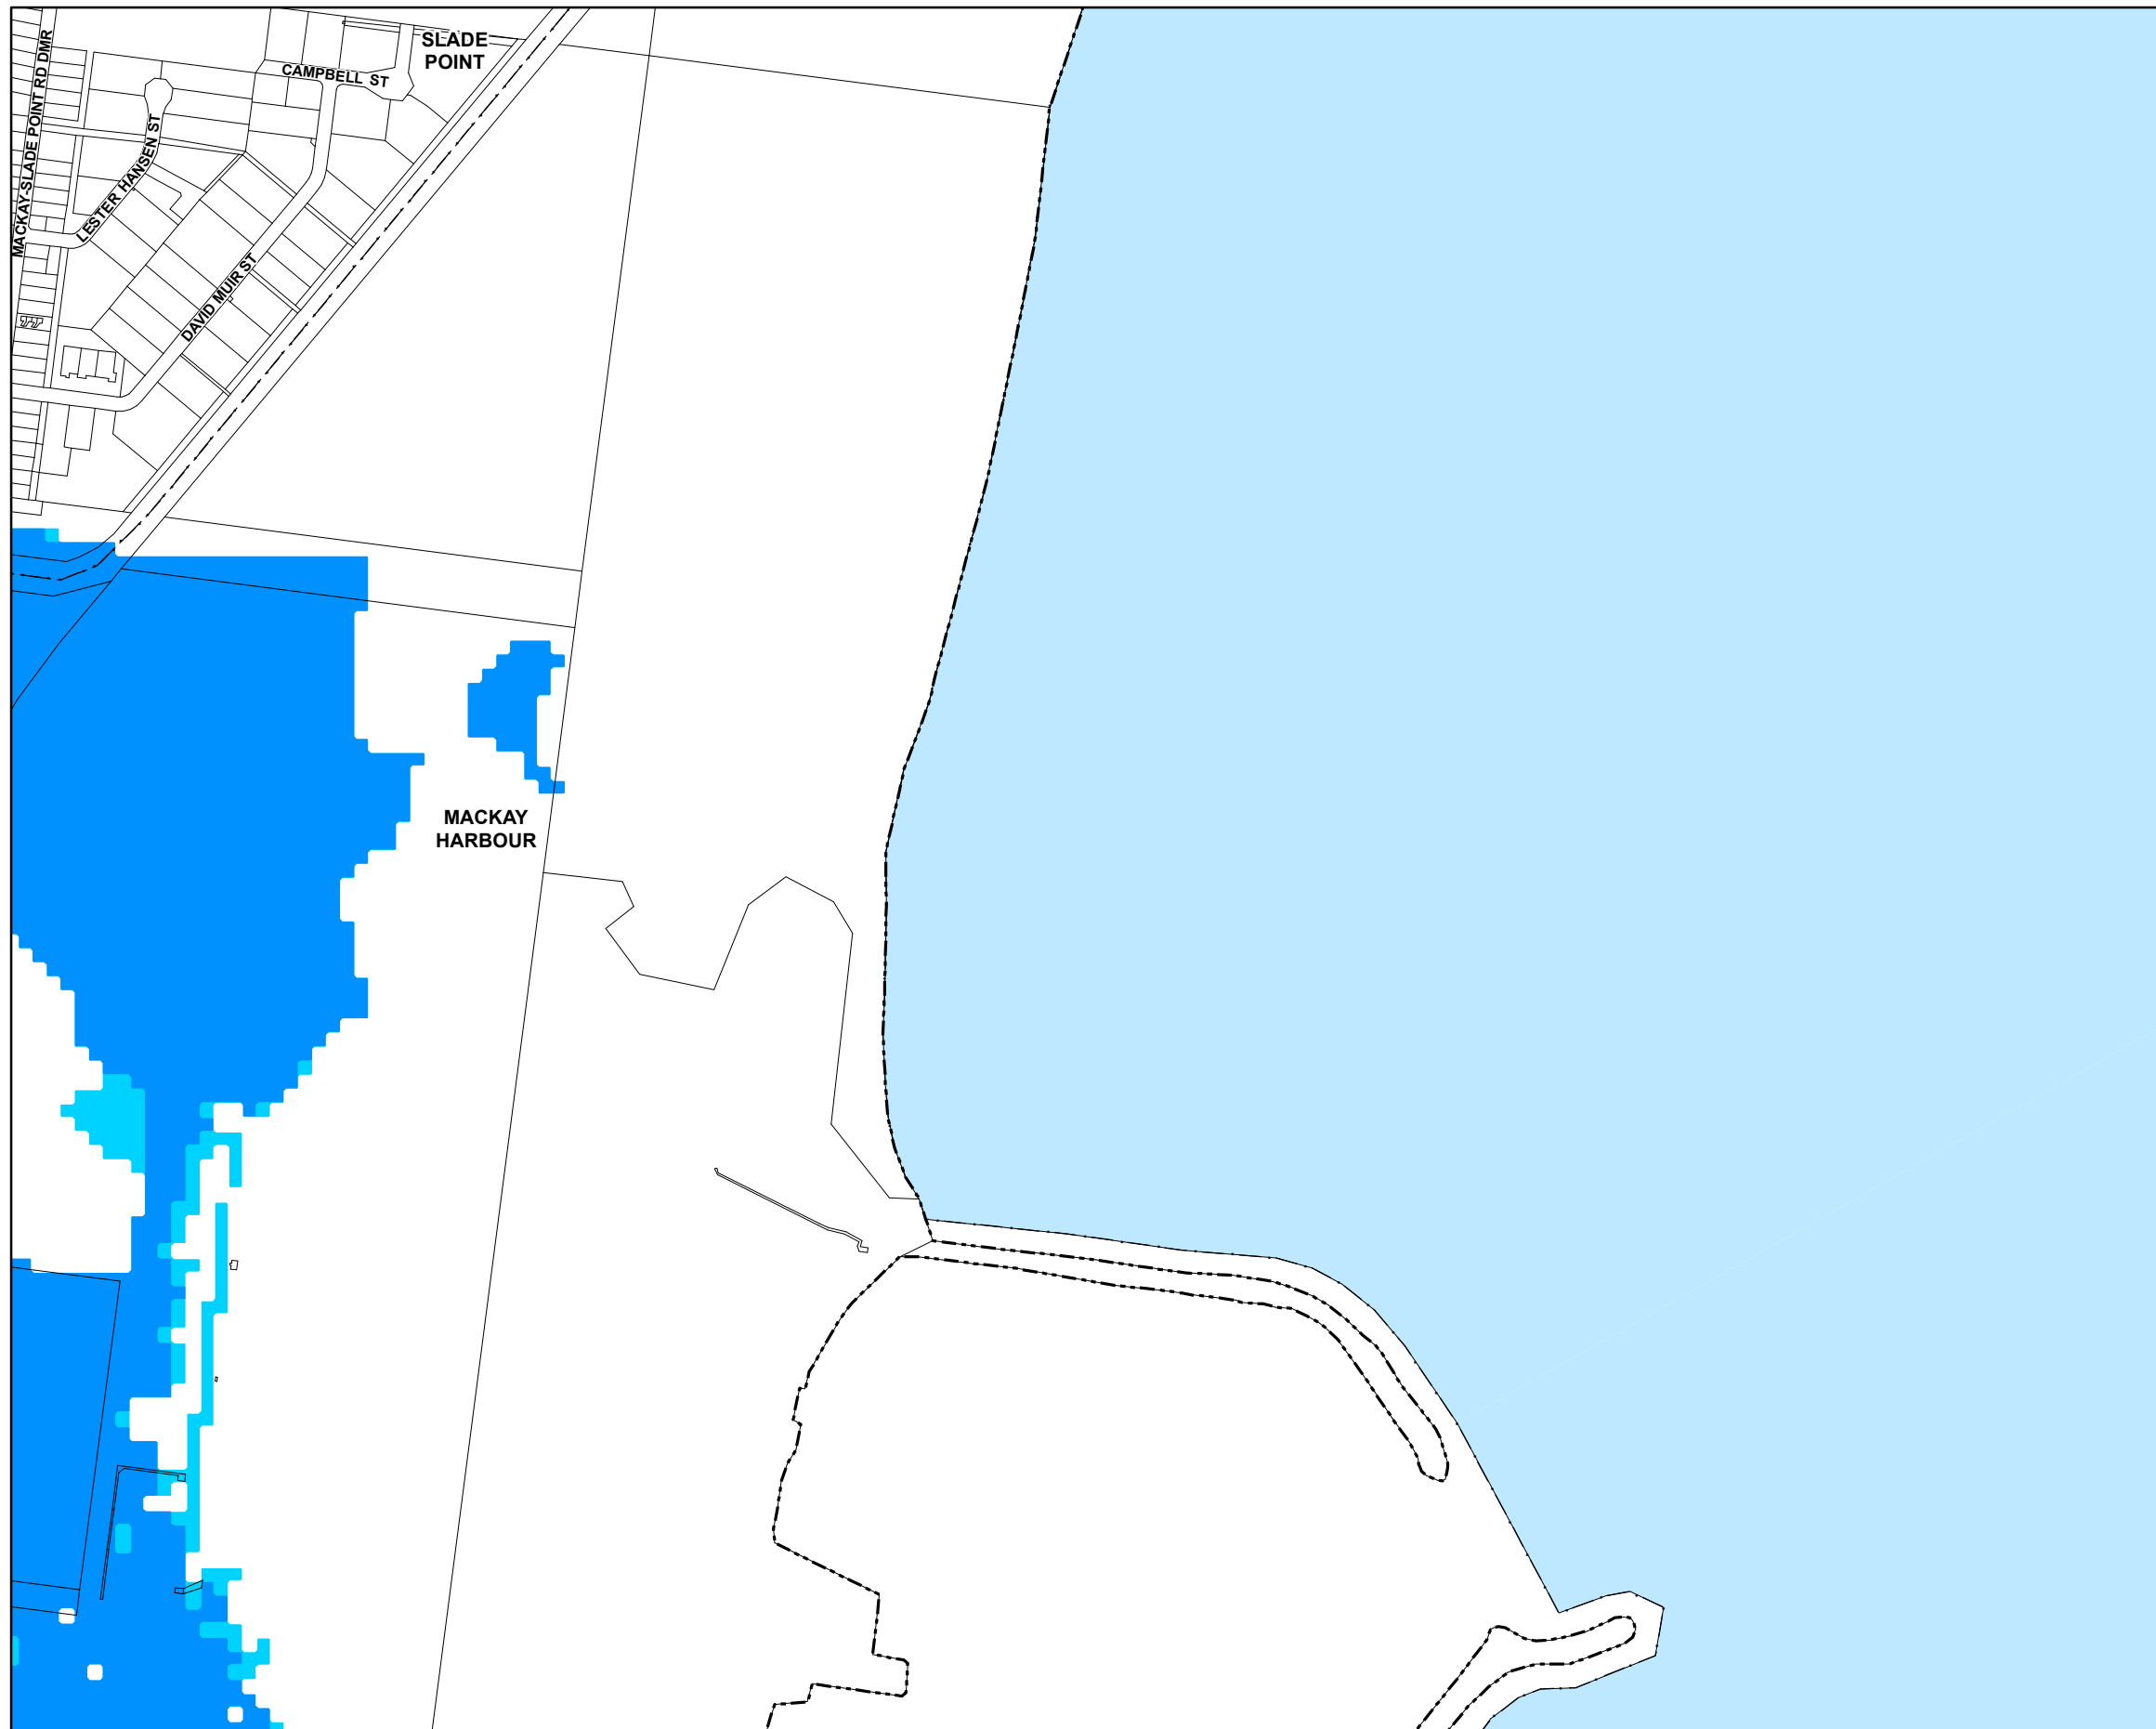 SLADE
POINT
CAMPBELL ST
MACKAY-SLADE POINT RD DMR
LESTER HANSEN ST
DAVID MUIR ST
MACKAY
HARBOUR